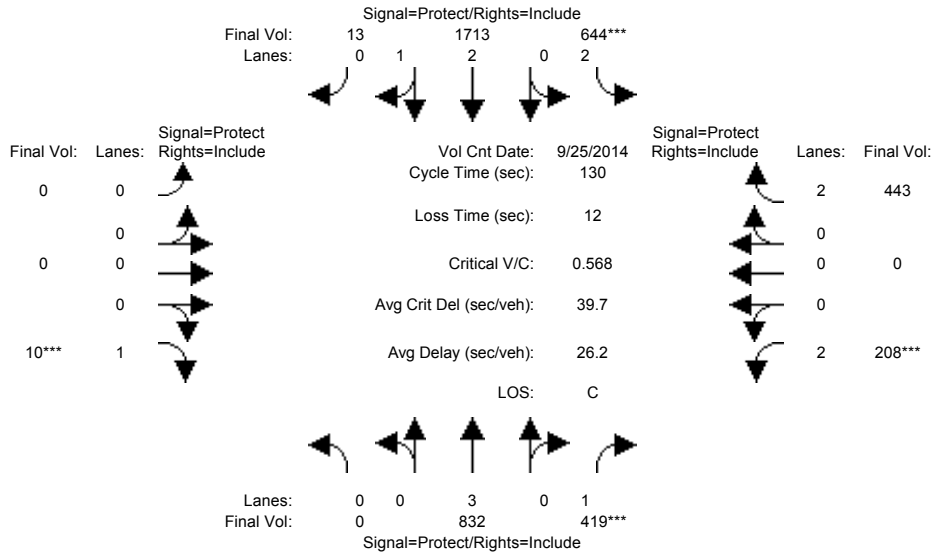 Signal=Protect/Rights=Include
Final Vol: 13 1713 644***
Lanes: 0 1 2 0 2
Signal=Protect Signal=Protect
Final Vol: Lanes: Rights=Include Vol Cnt Date: 9/25/2014 Rights=Include Lanes: Final Vol:
Cycle Time (sec): 130
0 0 2 443
Loss Time (sec): 12
0 0
0 0 Critical V/C: 0.568 0 0
0 Avg Crit Del (sec/veh): 39.7 0
10*** 1 Avg Delay (sec/veh): 26.2 2 208***
LOS: C
Lanes: 0 0 3 0 1
Final Vol: 0 832 419***
Signal=Protect/Rights=Include